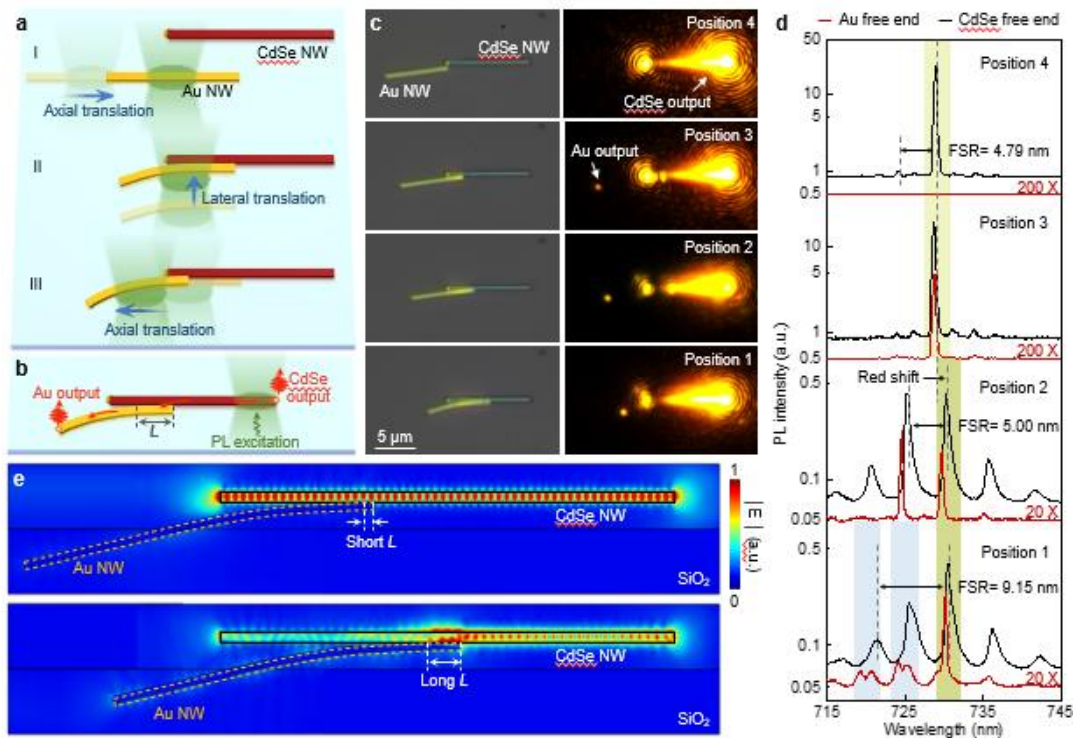 a
I
CdSe NW
Au NW
Axial translation
II
Lateral translation
III
Axial translation
b
Au output
CdSe output
L
PL excitation
c
CdSe NW
Au NW
Position 4
CdSe output
Position 3
Au output
Position 2
Position 1
5 µm
d
Au free end
CdSe free end
50
Position 4
10
5
FSR= 4.79 nm
1
0.5
200 X
Position 3
10
5
1
0.5
200 X
PL intensity (a.u.)
Red shift
Position 2
0.5
FSR= 5.00 nm
0.1
0.05
20 X
Position 1
0.5
FSR= 9.15 nm
0.1
0.05
20 X
715
725
735
745
Wavelength (nm)
e
CdSe NW
Short L
Au NW
SiO₂
1
|E| (a.u.)
0
CdSe NW
Long L
Au NW
SiO₂